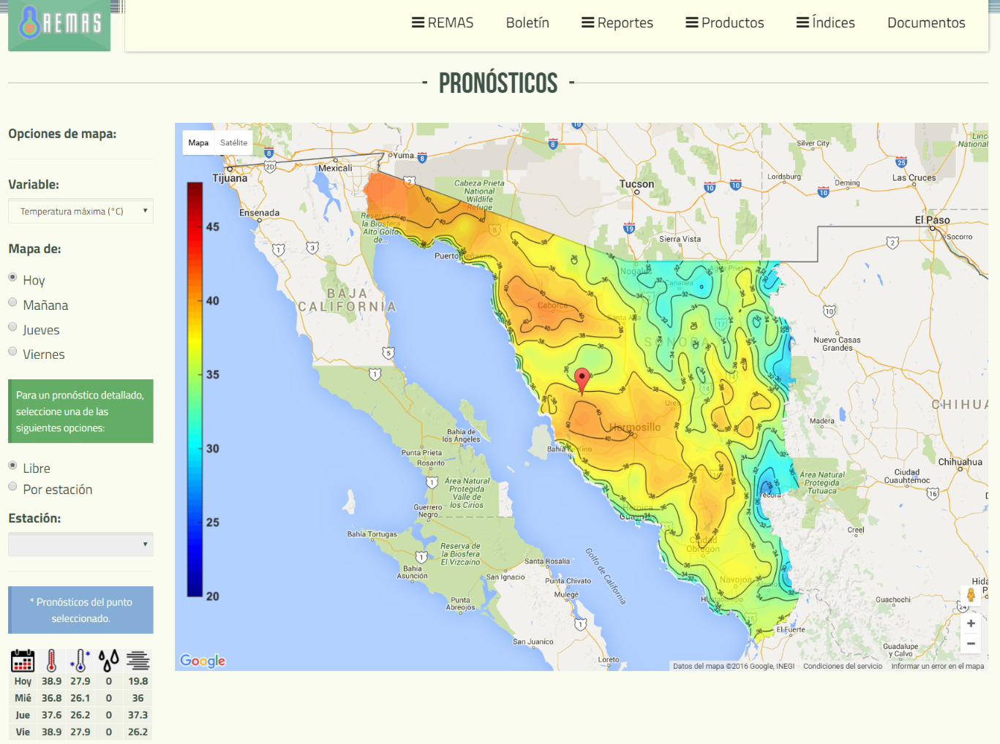 REMAS
REMAS
Boletín
Reportes
Productos
Índices
Documentos
- PRONÓSTICOS -
Opciones de mapa:
Variable:
Temperatura máxima (°C)
Mapa de:
Hoy
Mañana
Jueves
Viernes
Para un pronóstico detallado,
seleccione una de las
siguientes opciones:
Libre
Por estación
Estación:
* Pronósticos del punto
seleccionado.
Hoy 38.9 27.9 0 19.8
Mié 36.8 26.1 0 36
Jue 37.6 26.2 0 37.3
Vie 38.9 27.9 0 26.2
Mapa Satélite
45
40
35
30
25
20
Tijuana
Mexicali
Yuma
Ensenada
Cabeza Prieta
National
Wildlife
Refuge
Tucson
Silver City
Lordsburg
Deming
Las Cruces
El Paso
Socorro
Sierra Vista
Reserva de
la Biosfera
Alto Golfo
de...
Puerto Peñasco
Nogales
Agua Prieta
Cananea
BAJA
CALIFORNIA
Caborca
Santa Ana
SONORA
Nuevo Casas
Grandes
CHIHUA
Ures
Hermosillo
Madera
Bahía de Kino
Bahía de
los Ángeles
Punta Prieta
Rosarito
Área Natural
Protegida
Valle de
los Cirios
Guerrero
Negro
Bahía Tortugas
Reserva de
la Biosfera
El Vizcaíno
Bahía
Asunción
Punta
Abreojos
San Ignacio
Santa Rosalía
Punta Chivato
Mulegé
San Juanico
Loreto
Golfo de California
Heroica
Guaymas
Ciudad
Obregón
Navojoa
Alamos
Huatabampo
El Fuerte
Yécora
Área Natural
Protegida
Tutuaca
Ciudad
Cuauhtémoc
Chihuahua
Creel
Guachochi
Guadalupe
y Calvo
Google
Datos del mapa ©2016 Google, INEGI
Condiciones del servicio
Informar un error en el mapa